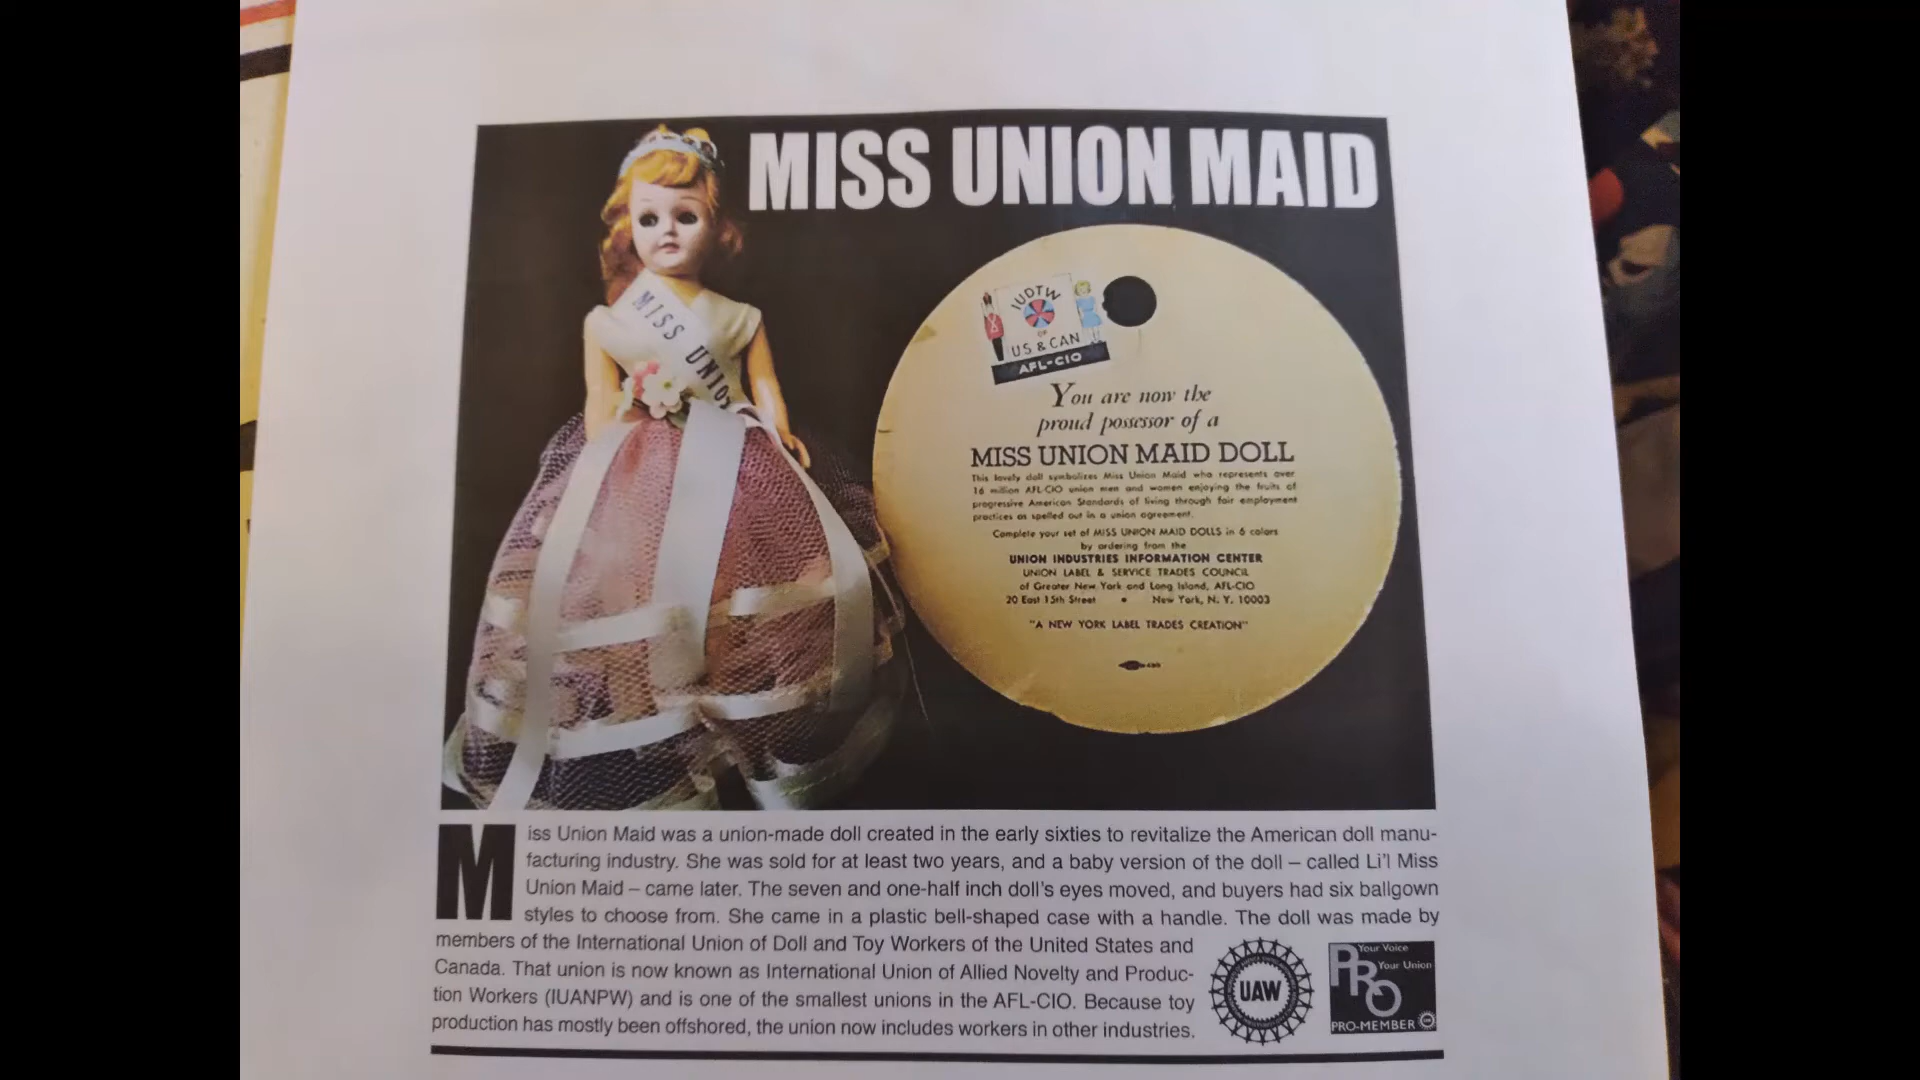 MISS UNION MAID
MISS UNION
IUDTW
OF
US & CAN
AFL-CIO
You are now the
proud possessor of a
MISS UNION MAID DOLL
This lovely doll symbolizes Miss Union Maid who represents over
16 million AFL-CIO union men and women enjoying the fruits of
progressive American Standards of living through fair employment
practices as spelled out in a union agreement.
Complete your set of MISS UNION MAID DOLLS in 6 colors
by ordering from the
UNION INDUSTRIES INFORMATION CENTER
UNION LABEL & SERVICE TRADES COUNCIL
of Greater New York and Long Island, AFL-CIO
20 East 15th Street • New York, N. Y. 10003
"A NEW YORK LABEL TRADES CREATION"
Miss Union Maid was a union-made doll created in the early sixties to revitalize the American doll manu-
facturing industry. She was sold for at least two years, and a baby version of the doll – called Li'l Miss
Union Maid – came later. The seven and one-half inch doll's eyes moved, and buyers had six ballgown
styles to choose from. She came in a plastic bell-shaped case with a handle. The doll was made by
members of the International Union of Doll and Toy Workers of the United States and
Canada. That union is now known as International Union of Allied Novelty and Produc-
tion Workers (IUANPW) and is one of the smallest unions in the AFL-CIO. Because toy
production has mostly been offshored, the union now includes workers in other industries.
UAW
Your Voice
Your Union
PRO
PRO-MEMBER